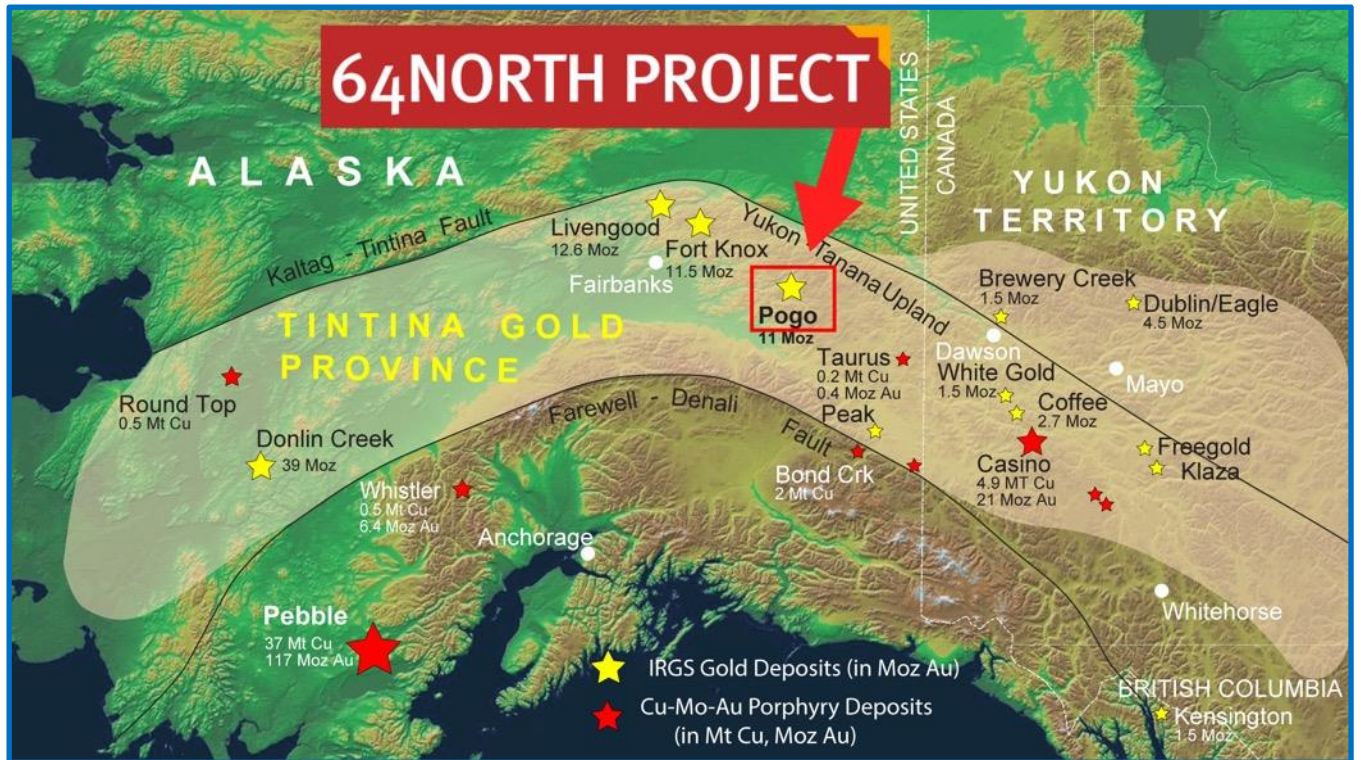 64NORTH PROJECT
UNITED STATES
CANADA
ALASKA
YUKON
TERRITORY
Kaltag - Tintina Fault
Yukon - Tanana Upland
Livengood
12.6 Moz
Fort Knox
11.5 Moz
Fairbanks
Pogo
11 Moz
Brewery Creek
1.5 Moz
Dublin/Eagle
4.5 Moz
TINTINA GOLD
PROVINCE
Dawson
Mayo
Taurus
0.2 Mt Cu
0.4 Moz Au
White Gold
1.5 Moz
Coffee
2.7 Moz
Round Top
0.5 Mt Cu
Farewell - Denali
Fault
Peak
Donlin Creek
39 Moz
Freegold
Klaza
Casino
4.9 MT Cu
21 Moz Au
Bond Crk
2 Mt Cu
Whistler
0.5 Mt Cu
6.4 Moz Au
Anchorage
Whitehorse
Pebble
37 Mt Cu
117 Moz Au
IRGS Gold Deposits (in Moz Au)
Cu-Mo-Au Porphyry Deposits
(in Mt Cu, Moz Au)
BRITISH COLUMBIA
Kensington
1.5 Moz